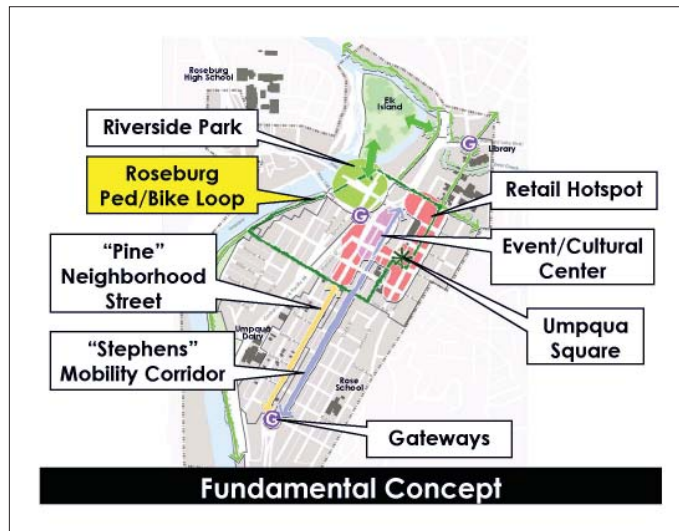 Roseburg
High School
Elk
Island
Riverside Park
G
Library
Roseburg
Ped/Bike Loop
Retail Hotspot
G
Event/Cultural
Center
"Pine"
Neighborhood
Street
Umpqua
Square
Umpqua
Dairy
"Stephens"
Mobility Corridor
Rose
School
G
Gateways
Fundamental Concept